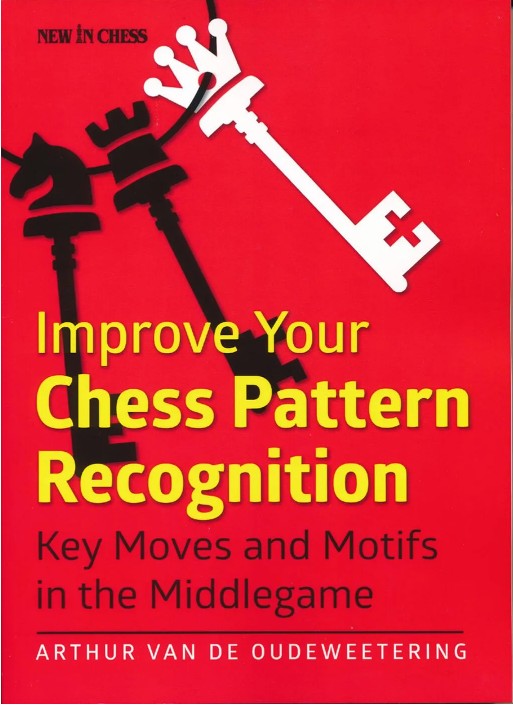 NEW IN CHESS
Improve Your
Chess Pattern
Recognition
Key Moves and Motifs
in the Middlegame
ARTHUR VAN DE OUDEWEETERING